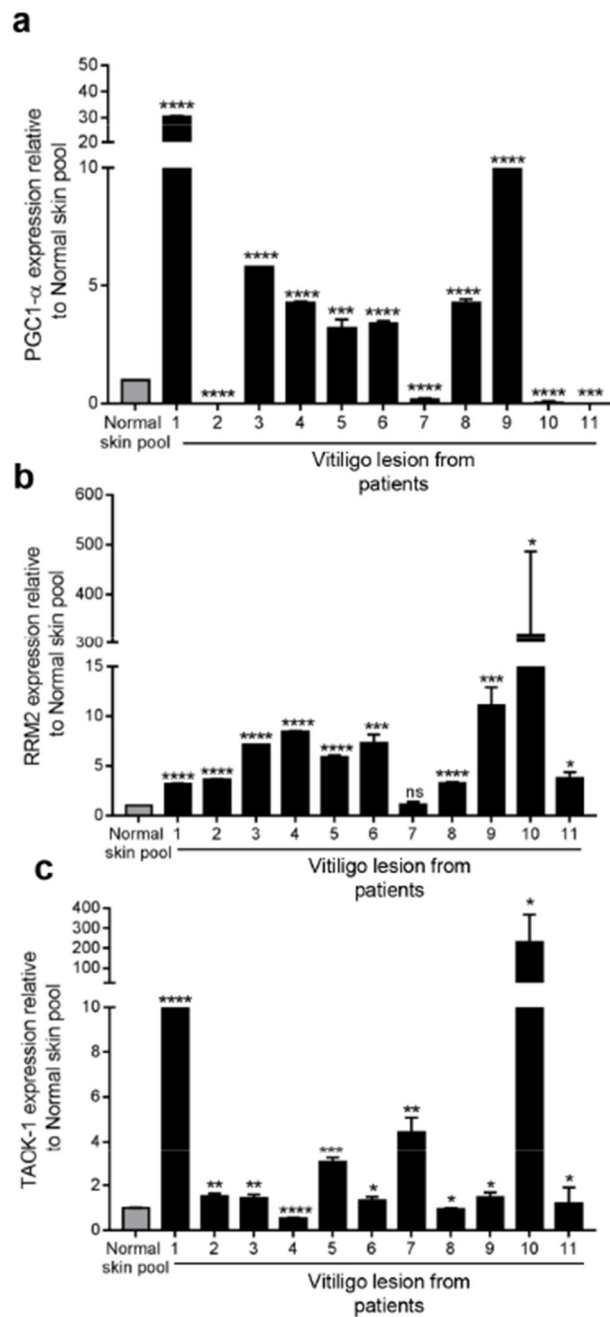 a
PGC1-α expression relative
to Normal skin pool
50
40
30
20
10
5
0
**** **** **** **** *** **** **** **** **** **** ***
Normal
skin pool
1 2 3 4 5 6 7 8 9 10 11
Vitiligo lesion from
patients
b
RRM2 expression relative
to Normal skin pool
600
500
400
300
15
10
5
0
**** **** **** **** **** *** ns **** *** * *
Normal
skin pool
1 2 3 4 5 6 7 8 9 10 11
Vitiligo lesion from
patients
c
TAOK-1 expression relative
to Normal skin pool
400
300
200
100
10
8
6
4
2
0
**** ** ** **** *** * ** * * * *
Normal
skin pool
1 2 3 4 5 6 7 8 9 10 11
Vitiligo lesion from
patients